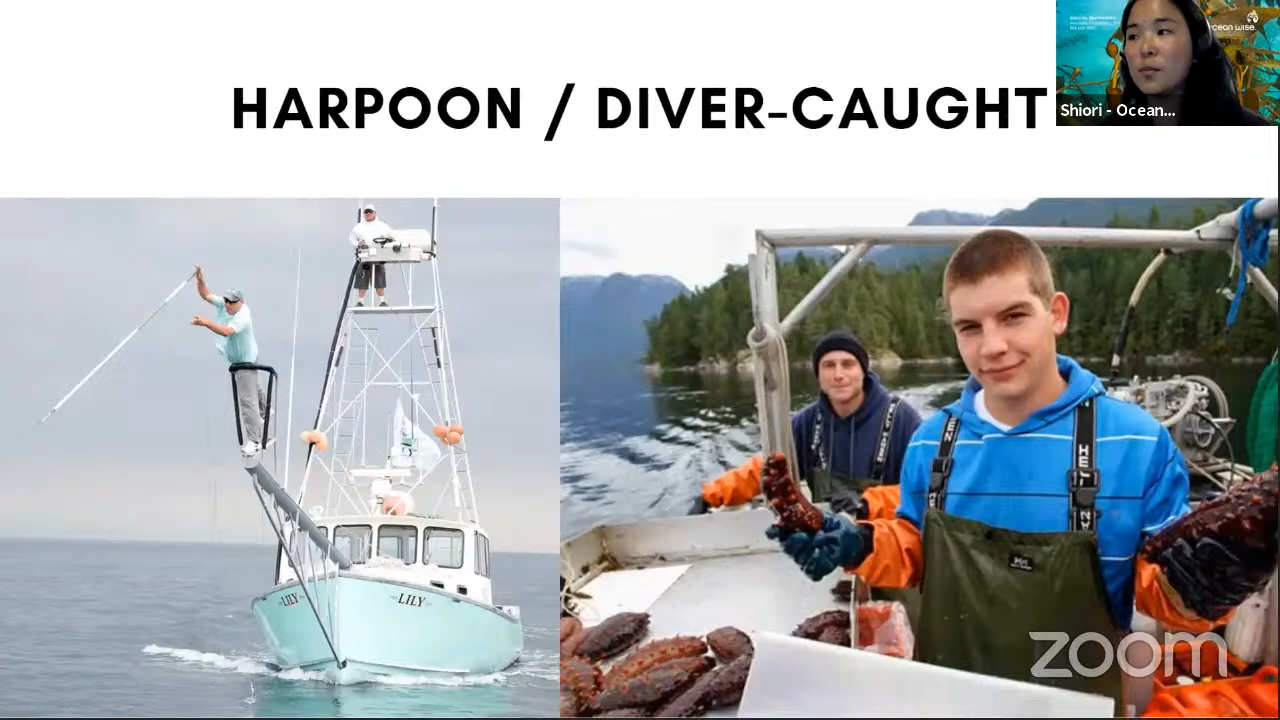 HARPOON / DIVER-CAUGHT
ocean wise.
Shiori - Ocean...
LILY
LILY
zoom